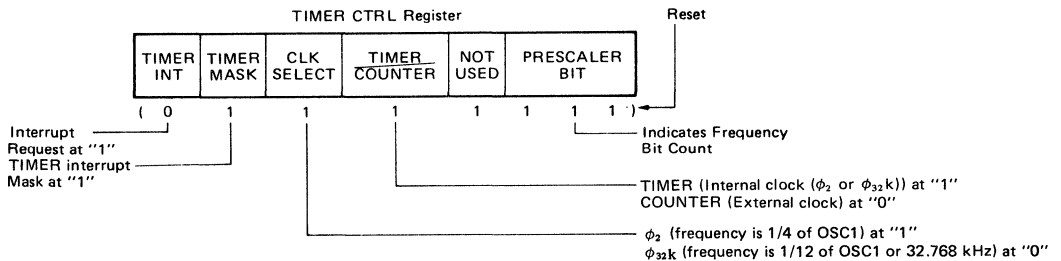 TIMER CTRL Register
Reset
TIMER INT
TIMER MASK
CLK SELECT
TIMER / COUNTER
NOT USED
PRESCALER BIT
( 0 1 1 1 1 1 1 1 )
Interrupt
Request at "1"
TIMER interrupt
Mask at "1"
Indicates Frequency
Bit Count
TIMER (Internal clock (ϕ₂ or ϕ₃₂k)) at "1"
COUNTER (External clock) at "0"
ϕ₂ (frequency is 1/4 of OSC1) at "1"
ϕ₃₂k (frequency is 1/12 of OSC1 or 32.768 kHz) at "0"